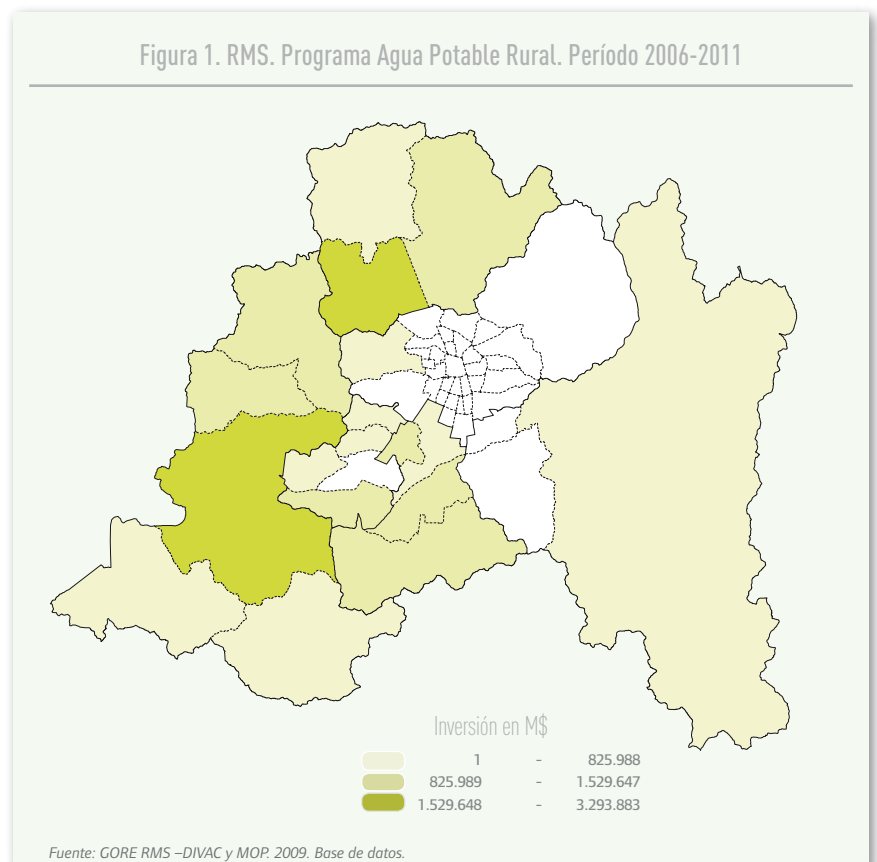 Figura 1. RMS. Programa Agua Potable Rural. Período 2006-2011
Inversión en M$
1 - 825.988
825.989 - 1.529.647
1.529.648 - 3.293.883
Fuente: GORE RMS –DIVAC y MOP. 2009. Base de datos.